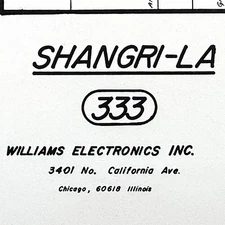 SHANGRI-LA
333
WILLIAMS ELECTRONICS INC.
3401 No. California Ave.
Chicago, 60618 Illinois